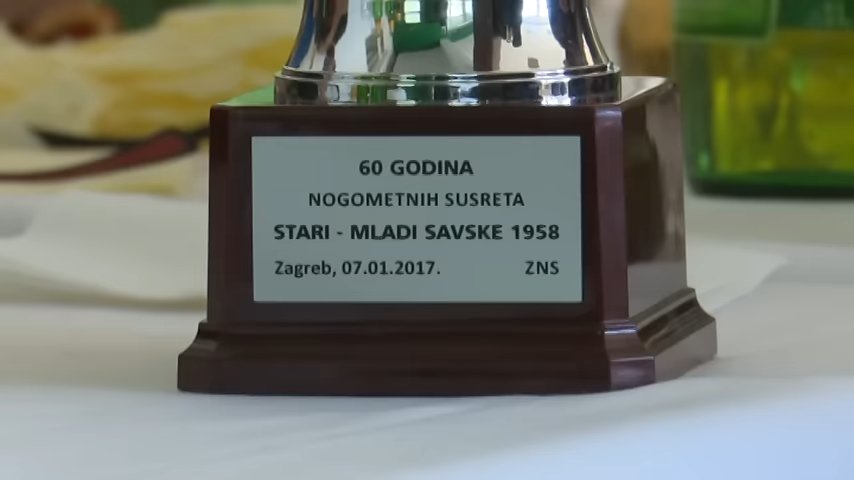 60 GODINA
NOGOMETNIH SUSRETA
STARI - MLADI SAVSKE 1958
Zagreb, 07.01.2017. ZNS